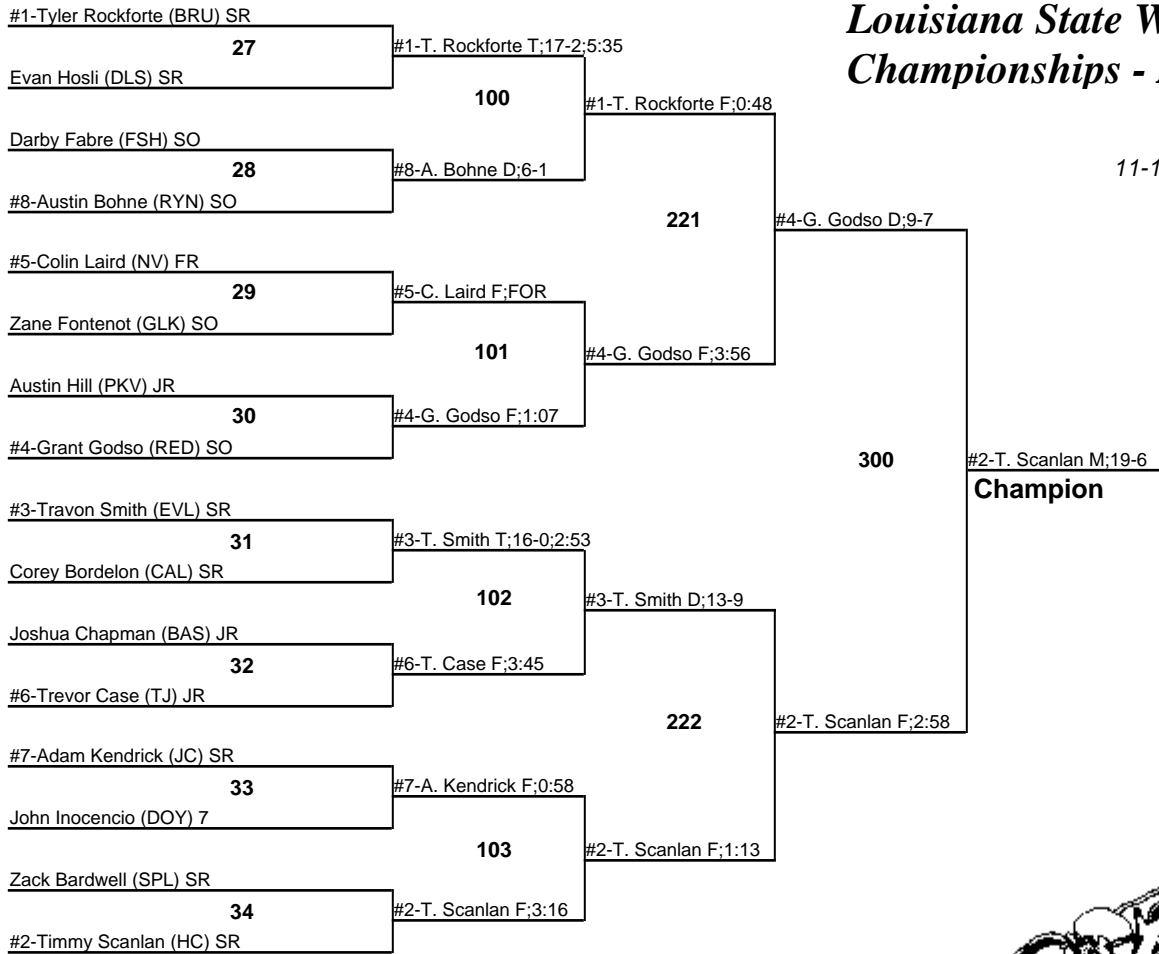 Louisiana State W
Championships -
11-1
#1-Tyler Rockforte (BRU) SR
27
Evan Hosli (DLS) SR
Darby Fabre (FSH) SO
28
#8-Austin Bohne (RYN) SO
#5-Colin Laird (NV) FR
29
Zane Fontenot (GLK) SO
Austin Hill (PKV) JR
30
#4-Grant Godso (RED) SO
#3-Travon Smith (EVL) SR
31
Corey Bordelon (CAL) SR
Joshua Chapman (BAS) JR
32
#6-Trevor Case (TJ) JR
#7-Adam Kendrick (JC) SR
33
John Inocencio (DOY) 7
Zack Bardwell (SPL) SR
34
#2-Timmy Scanlan (HC) SR
#1-T. Rockforte T;17-2;5:35
100
#8-A. Bohne D;6-1
#5-C. Laird F;FOR
101
#4-G. Godso F;1:07
#3-T. Smith T;16-0;2:53
102
#6-T. Case F;3:45
#7-A. Kendrick F;0:58
103
#2-T. Scanlan F;3:16
#1-T. Rockforte F;0:48
221
#4-G. Godso F;3:56
#3-T. Smith D;13-9
222
#2-T. Scanlan F;1:13
#4-G. Godso D;9-7
300
#2-T. Scanlan F;2:58
#2-T. Scanlan M;19-6
Champion